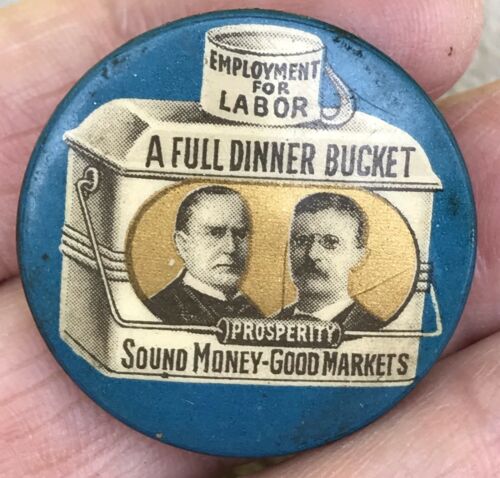 EMPLOYMENT
FOR
LABOR
A FULL DINNER BUCKET
PROSPERITY
SOUND MONEY-GOOD MARKETS